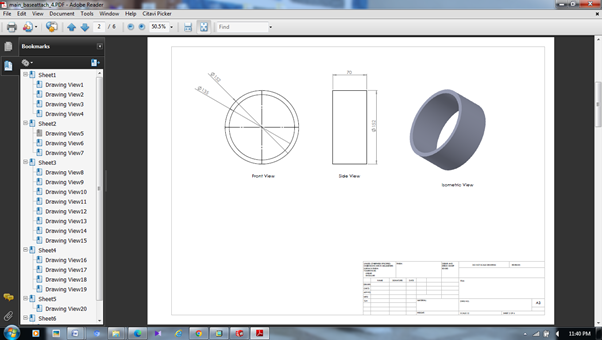 main_baseattach_4.PDF - Adobe Reader
File Edit View Document Tools Window Help Citavi Picker
2 / 6 50.5% Find
Bookmarks
Sheet1
Drawing View1
Drawing View2
Drawing View3
Drawing View4
Sheet2
Drawing View5
Drawing View6
Drawing View7
Sheet3
Drawing View8
Drawing View9
Drawing View10
Drawing View11
Drawing View12
Drawing View13
Drawing View14
Drawing View15
Sheet4
Drawing View16
Drawing View17
Drawing View18
Drawing View19
Sheet5
Drawing View20
Sheet6
70
Front View
Side View
Isometric View
11:40 PM